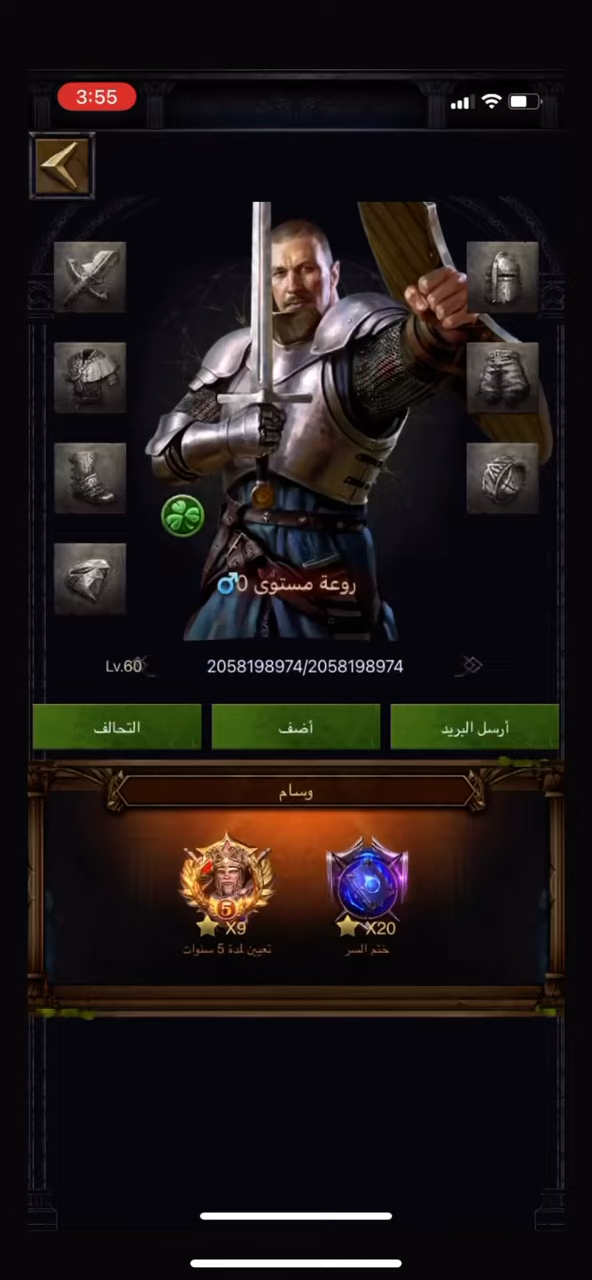 3:55
روعة مستوى 0
Lv.60
2058198974/2058198974
أرسل البريد
أضف
التحالف
وسام
5
X9
X20
تعيين لمدة 5 سنوات
ختم السر